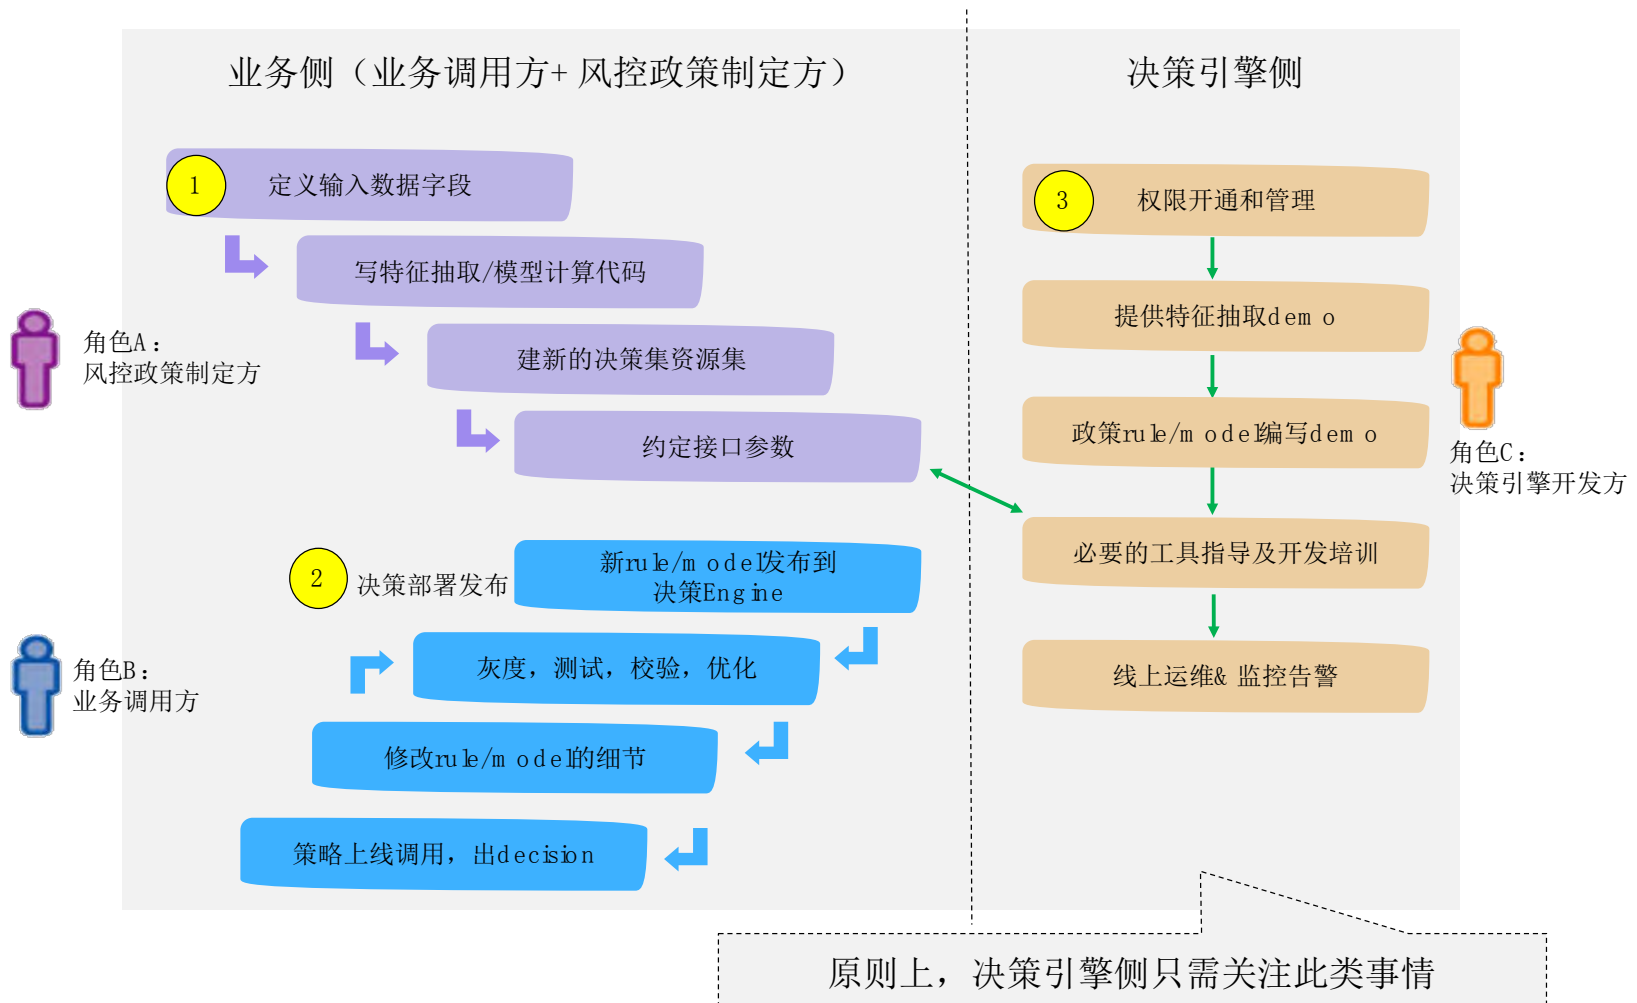 业务侧（业务调用方+ 风控政策制定方）
决策引擎侧
1
定义输入数据字段
写特征抽取/模型计算代码
建新的决策集资源集
约定接口参数
角色A：
风控政策制定方
2
决策部署发布
新rule/model发布到
决策Engine
灰度，测试，校验，优化
修改rule/model的细节
策略上线调用，出decision
角色B：
业务调用方
3
权限开通和管理
提供特征抽取demo
政策rule/model编写demo
必要的工具指导及开发培训
线上运维& 监控告警
角色C：
决策引擎开发方
原则上，决策引擎侧只需关注此类事情